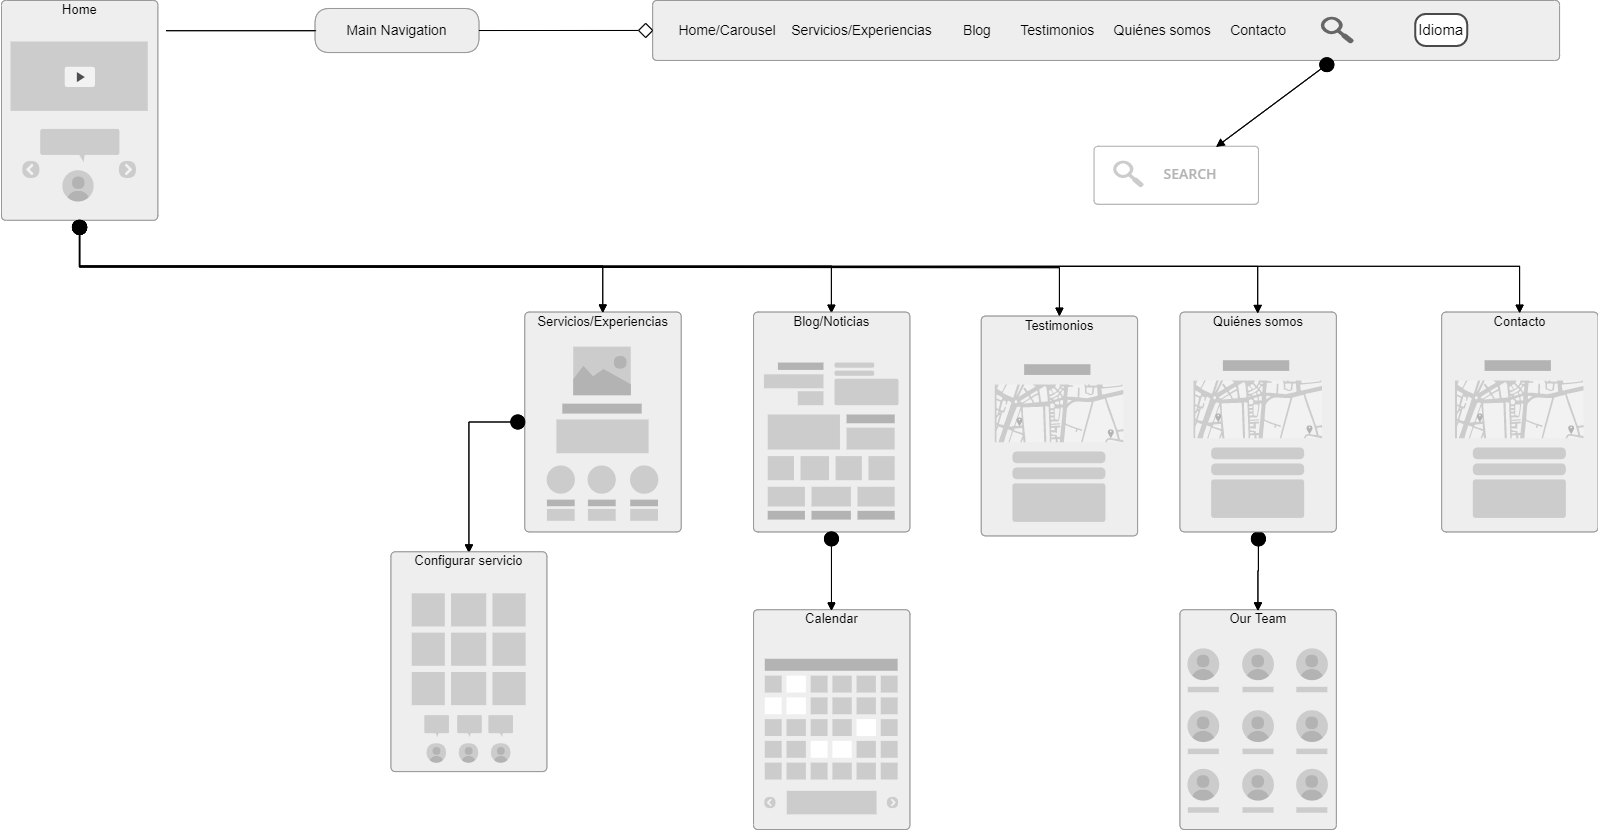 Home
Main Navigation
Home/Carousel Servicios/Experiencias Blog Testimonios Quiénes somos Contacto Idioma
SEARCH
Servicios/Experiencias
Blog/Noticias
Testimonios
Quiénes somos
Contacto
Configurar servicio
Calendar
Our Team